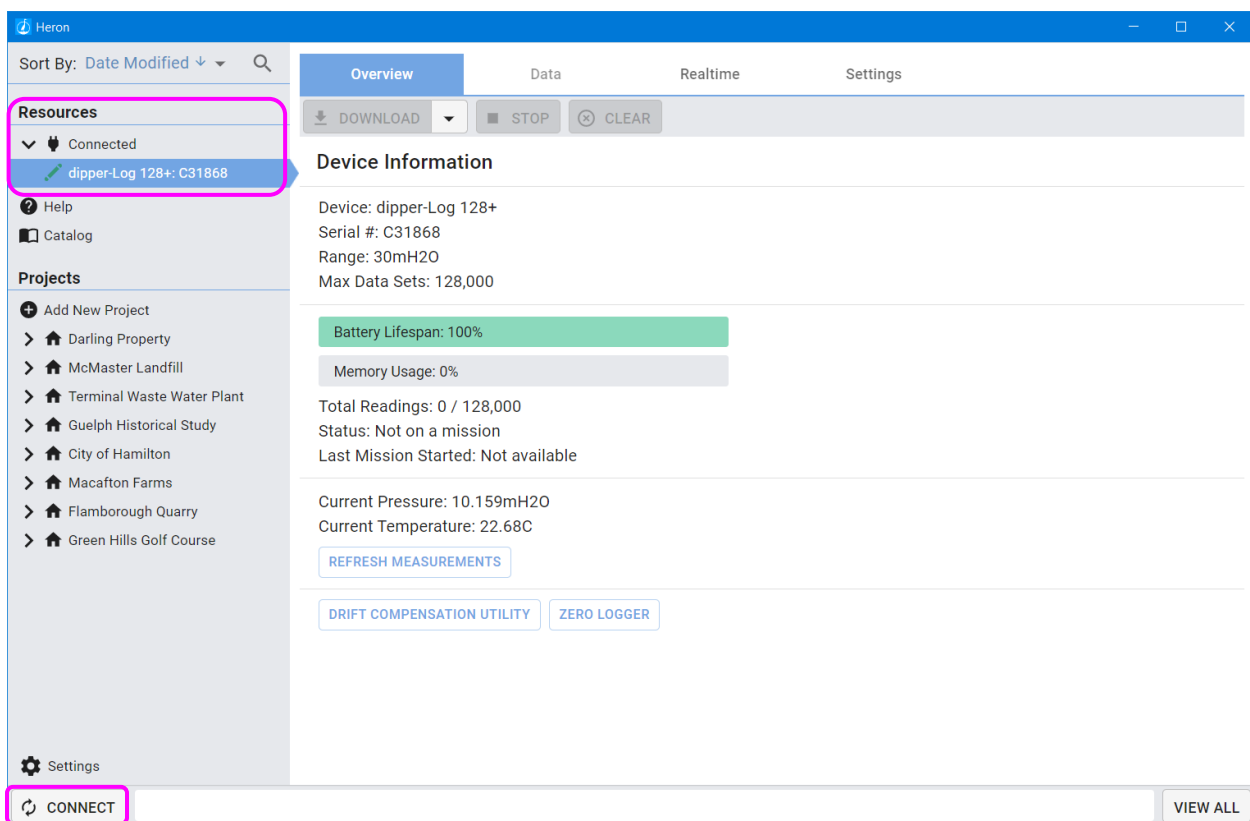 Heron
Sort By: Date Modified
Resources
Connected
dipper-Log 128+: C31868
Help
Catalog
Projects
Add New Project
Darling Property
McMaster Landfill
Terminal Waste Water Plant
Guelph Historical Study
City of Hamilton
Macafton Farms
Flamborough Quarry
Green Hills Golf Course
Settings
CONNECT
Overview Data Realtime Settings
DOWNLOAD STOP CLEAR
Device Information
Device: dipper-Log 128+
Serial #: C31868
Range: 30mH2O
Max Data Sets: 128,000
Battery Lifespan: 100%
Memory Usage: 0%
Total Readings: 0 / 128,000
Status: Not on a mission
Last Mission Started: Not available
Current Pressure: 10.159mH2O
Current Temperature: 22.68C
REFRESH MEASUREMENTS
DRIFT COMPENSATION UTILITY ZERO LOGGER
VIEW ALL